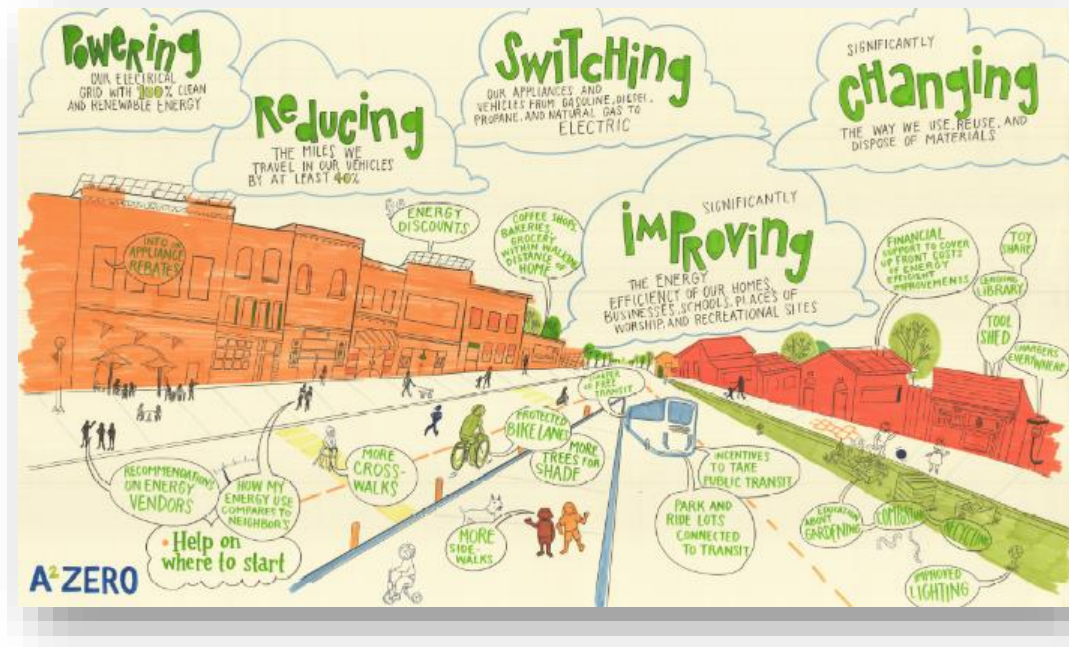 POWERING
OUR ELECTRICAL
GRID WITH 100% CLEAN
AND RENEWABLE ENERGY
REDUCING
THE MILES WE
TRAVEL IN OUR VEHICLES
BY AT LEAST 40%
SWITCHING
OUR APPLIANCES AND
VEHICLES FROM GASOLINE, DIESEL,
PROPANE, AND NATURAL GAS TO
ELECTRIC
SIGNIFICANTLY
CHANGING
THE WAY WE USE, REUSE, AND
DISPOSE OF MATERIALS
SIGNIFICANTLY
IMPROVING
THE ENERGY
EFFICIENCY OF OUR HOMES,
BUSINESSES, SCHOOLS, PLACES OF
WORSHIP, AND RECREATIONAL SITES
INFO ON
APPLIANCE
REBATES
ENERGY
DISCOUNTS
COFFEE SHOPS,
BAKERIES,
GROCERY
WITHIN WALKING
DISTANCE OF
HOME
FINANCIAL
SUPPORT TO COVER
UP FRONT COSTS
OF ENERGY
EFFICIENT
IMPROVEMENTS
TOY
SHARE
LENDING
LIBRARY
TOOL
SHED
CHARGERS
EVERYWHERE
OR FREE
TRANSIT
PROTECTED
BIKE LANE
MORE
TREES FOR
SHADE
MORE
CROSS-
WALKS
RECOMMENDATIONS
ON ENERGY
VENDORS
HOW MY
ENERGY USE
COMPARES TO
NEIGHBORS
• Help on
where to start
MORE
SIDE-
WALKS
INCENTIVES
TO TAKE
PUBLIC TRANSIT
PARK AND
RIDE LOTS
CONNECTED
TO TRANSIT
EDUCATION
ABOUT
GARDENING
COMPOSTING
RECYCLING
IMPROVED
LIGHTING
A² ZERO